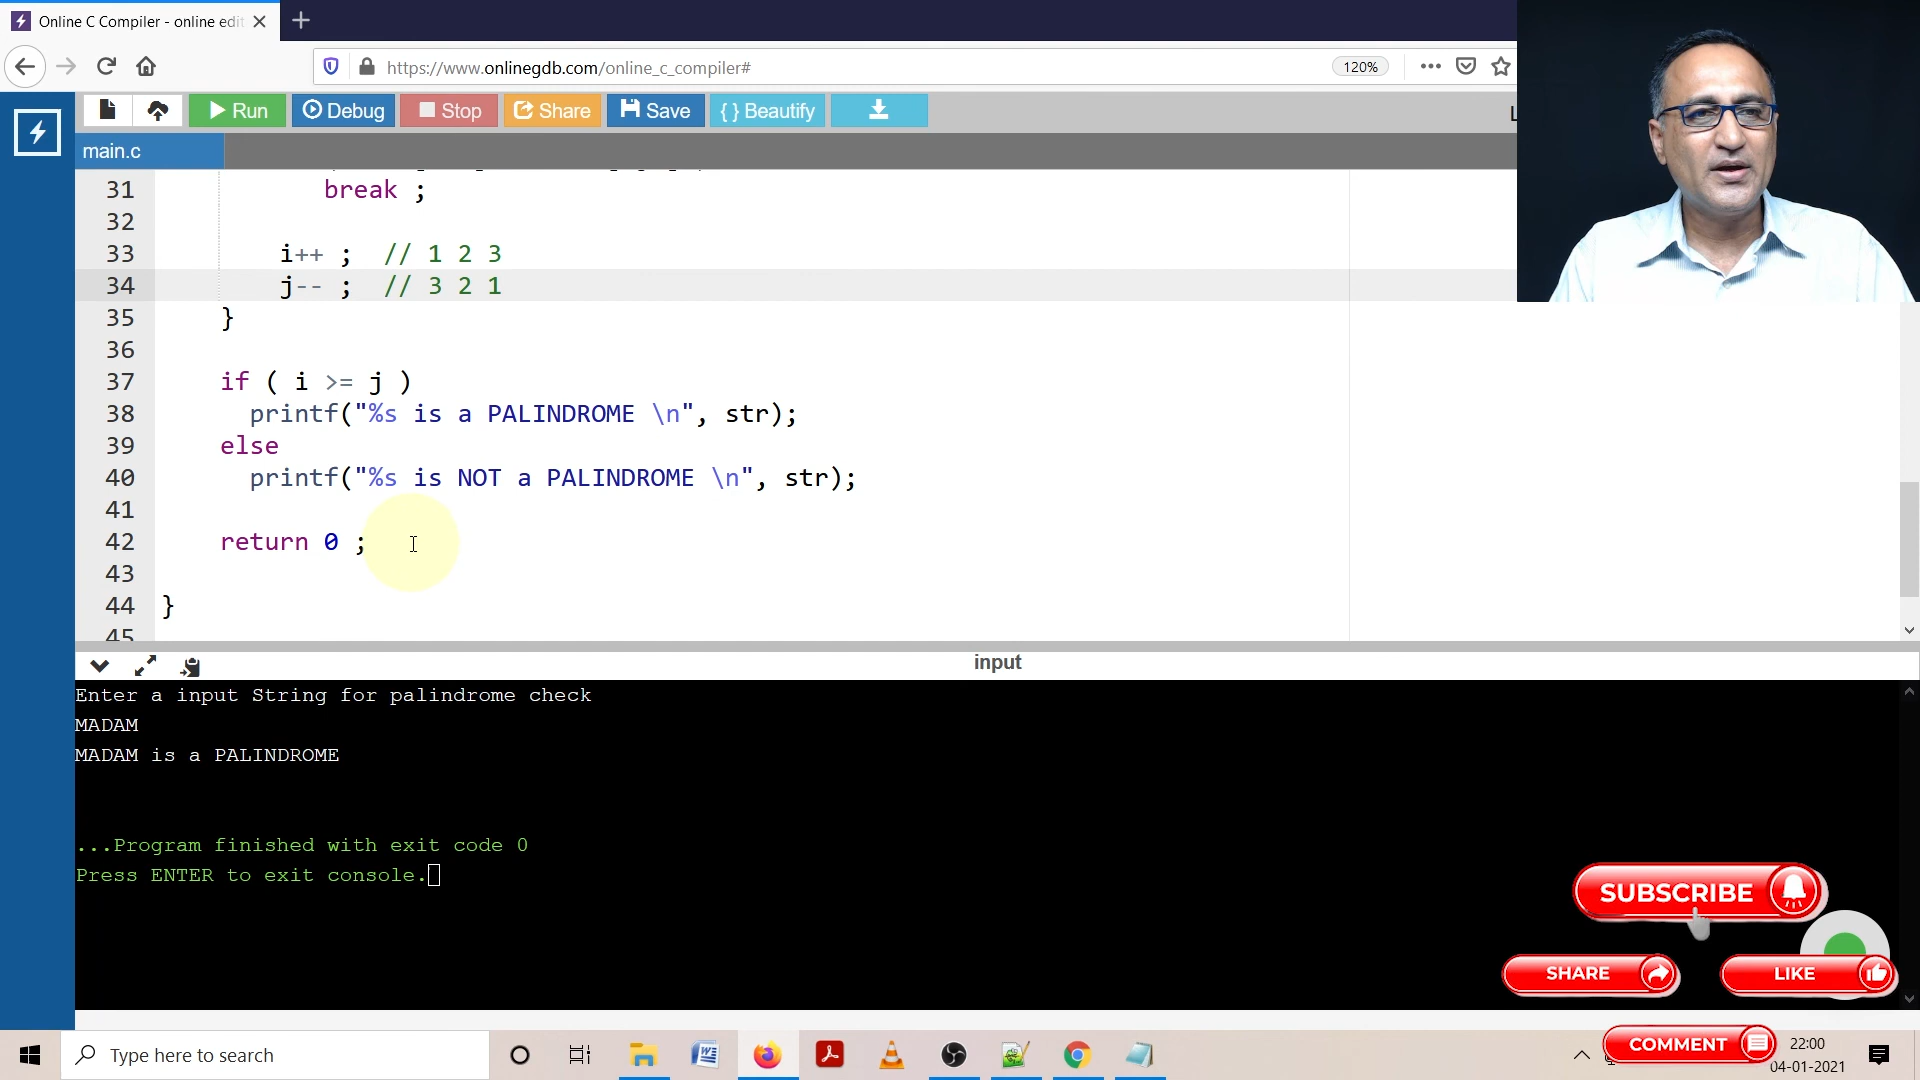 Online C Compiler - online edit
https://www.onlinegdb.com/online_c_compiler#
120%
Run
Debug
Stop
Share
Save
{ } Beautify
L
main.c
31 break ;
32
33 i++ ; // 1 2 3
34 j-- ; // 3 2 1
35 }
36
37 if ( i >= j )
38 printf("%s is a PALINDROME \n", str);
39 else
40 printf("%s is NOT a PALINDROME \n", str);
41
42 return 0 ;
43
44 }
45
input
Enter a input String for palindrome check
MADAM
MADAM is a PALINDROME
...Program finished with exit code 0
Press ENTER to exit console.
SUBSCRIBE
SHARE
LIKE
COMMENT
Type here to search
22:00
04-01-2021